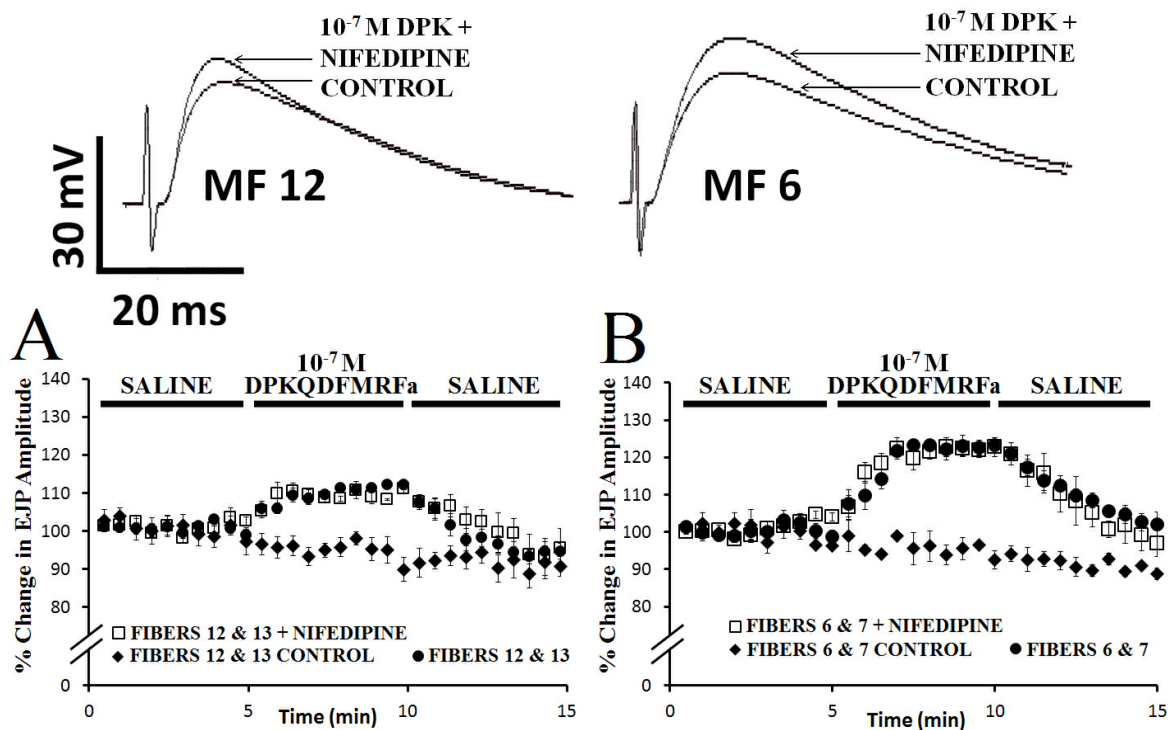 10-7 M DPK +
NIFEDIPINE
CONTROL
MF 12
30 mV
20 ms
10-7 M DPK +
NIFEDIPINE
CONTROL
MF 6
A
10-7 M
SALINE
DPKQDFMRFa
SALINE
% Change in EJP Amplitude
140
130
120
110
100
90
80
0
FIBERS 12 & 13 + NIFEDIPINE
FIBERS 12 & 13 CONTROL
FIBERS 12 & 13
0
5
10
15
Time (min)
B
10-7 M
SALINE
DPKQDFMRFa
SALINE
% Change in EJP Amplitude
140
130
120
110
100
90
80
0
FIBERS 6 & 7 + NIFEDIPINE
FIBERS 6 & 7 CONTROL
FIBERS 6 & 7
0
5
10
15
Time (min)